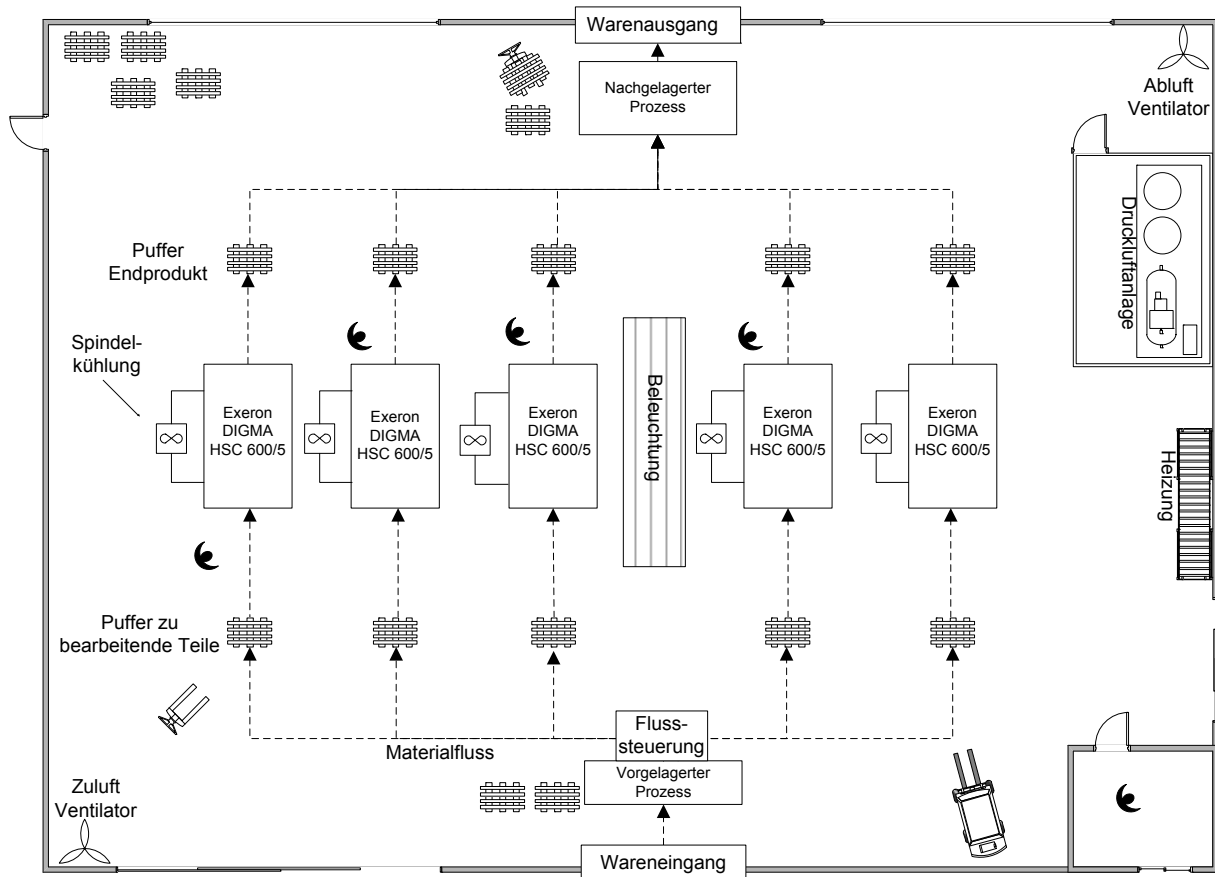 Warenausgang
Nachgelagerter
Prozess
Abluft
Ventilator
Druckluftanlage
Puffer
Endprodukt
Spindel-
kühlung
Exeron
DIGMA
HSC 600/5
Exeron
DIGMA
HSC 600/5
Exeron
DIGMA
HSC 600/5
Beleuchtung
Exeron
DIGMA
HSC 600/5
Exeron
DIGMA
HSC 600/5
Heizung
Puffer zu
bearbeitende Teile
Fluss-
steuerung
Materialfluss
Vorgelagerter
Prozess
Zuluft
Ventilator
Wareneingang